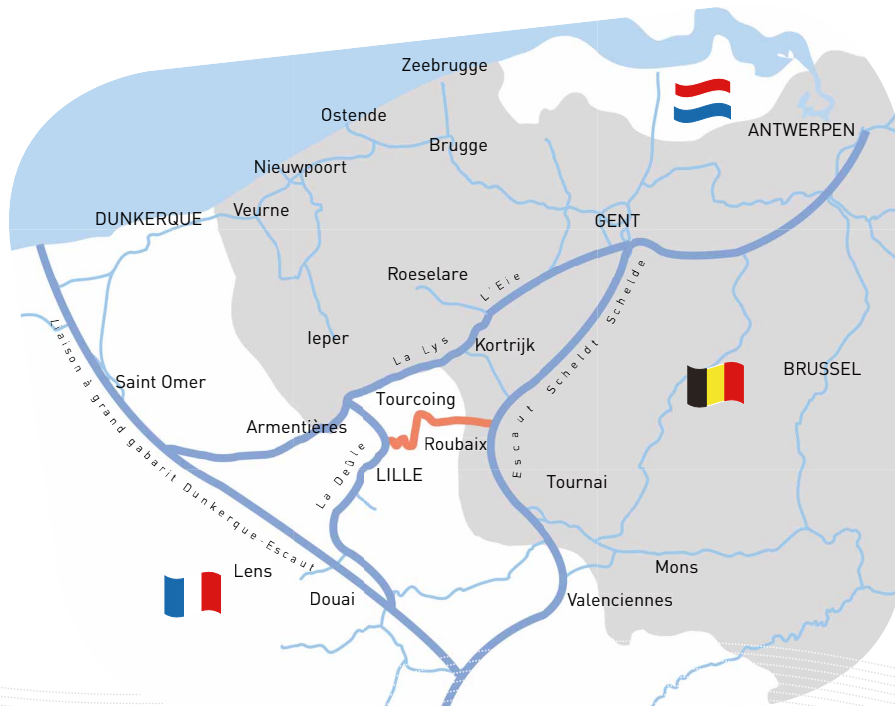 Zeebrugge
Ostende
ANTWERPEN
Brugge
Nieuwpoort
Veurne
DUNKERQUE
GENT
Roeselare
L'Eie
Escaut Scheldt Schelde
Ieper
La Lys
Kortrijk
BRUSSEL
Saint Omer
Tourcoing
Armentières
Roubaix
La Deûle
LILLE
Tournai
Liaison à grand gabarit Dunkerque-Escaut
Lens
Mons
Douai
Valenciennes